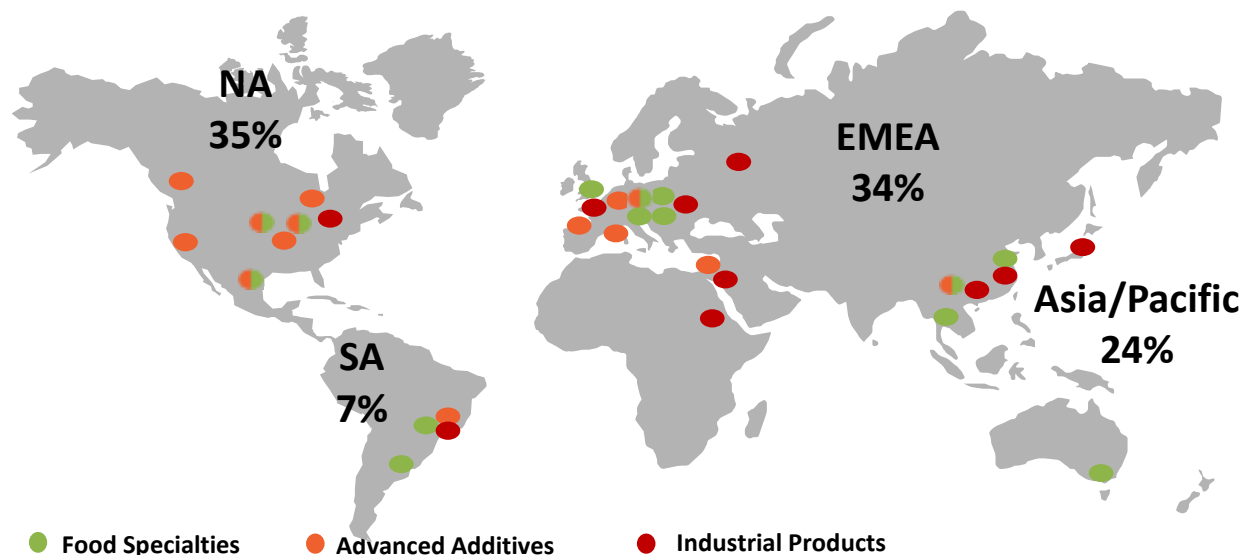 NA
35%
EMEA
34%
Asia/Pacific
24%
SA
7%
Food Specialties
Advanced Additives
Industrial Products